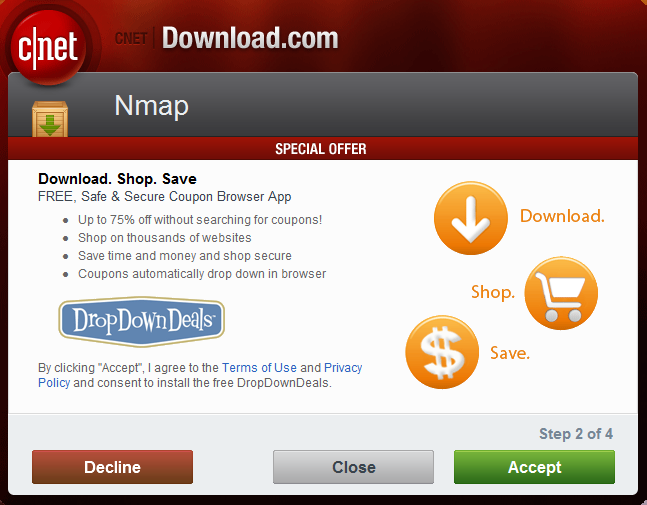 c|net
CNET Download.com
Nmap
SPECIAL OFFER
Download. Shop. Save
FREE, Safe & Secure Coupon Browser App
• Up to 75% off without searching for coupons!
• Shop on thousands of websites
• Save time and money and shop secure
• Coupons automatically drop down in browser
DropDownDeals™
Download.
Shop.
$
Save.
By clicking "Accept", I agree to the Terms of Use and Privacy
Policy and consent to install the free DropDownDeals.
Step 2 of 4
Decline
Close
Accept